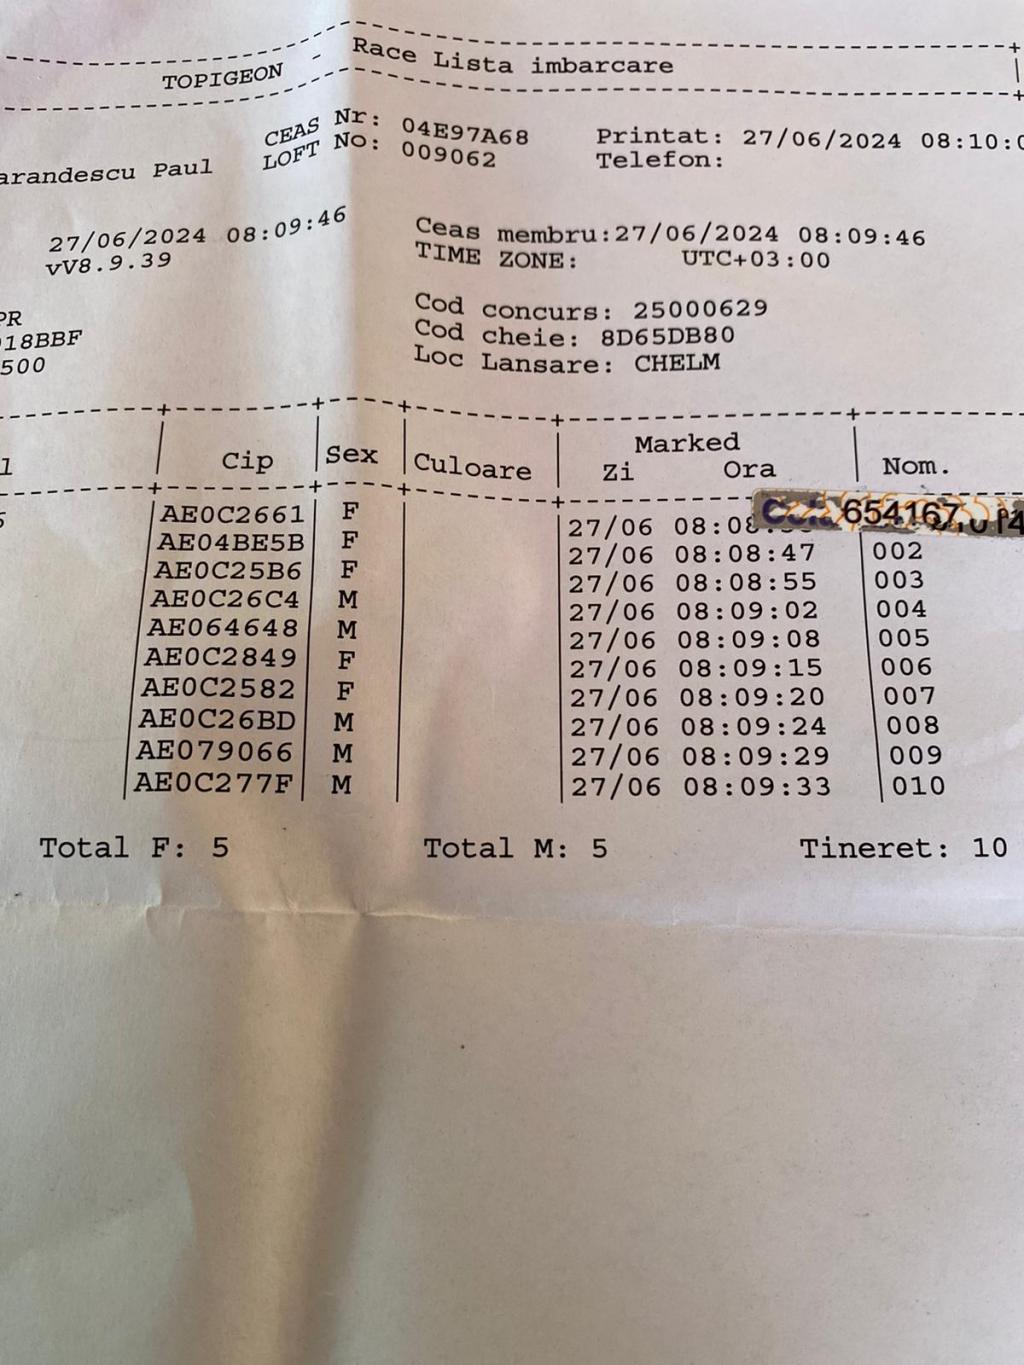 TOPIGEON - Race Lista imbarcare
CEAS Nr: 04E97A68 Printat: 27/06/2024 08:10:0
arandescu Paul LOFT No: 009062 Telefon:
27/06/2024 08:09:46 Ceas membru:27/06/2024 08:09:46
vV8.9.39 TIME ZONE: UTC+03:00
PR Cod concurs: 25000629
18BBF Cod cheie: 8D65DB80
500 Loc Lansare: CHELM
Marked
l Cip Sex Culoare Zi Ora Nom.
AE0C2661 F 27/06 08:08 654167
AE04BE5B F 27/06 08:08:47 002
AE0C25B6 F 27/06 08:08:55 003
AE0C26C4 M 27/06 08:09:02 004
AE064648 M 27/06 08:09:08 005
AE0C2849 F 27/06 08:09:15 006
AE0C2582 F 27/06 08:09:20 007
AE0C26BD M 27/06 08:09:24 008
AE079066 M 27/06 08:09:29 009
AE0C277F M 27/06 08:09:33 010
Total F: 5 Total M: 5 Tineret: 10